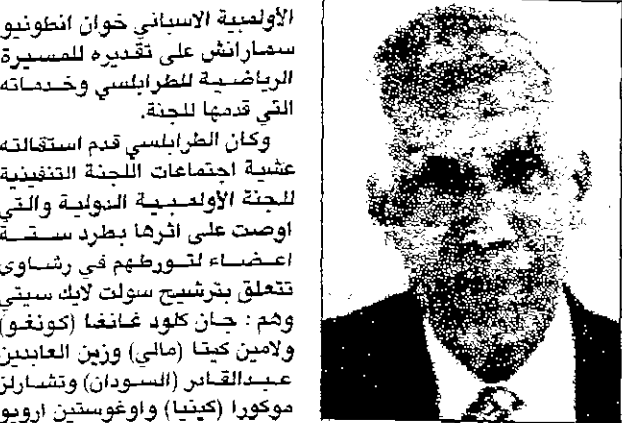 الأولمبية الاسباني خوان انطونيو
سمارانش على تقديره للمسيرة
الرياضية للطرابلسي وخدماته
التي قدمها للجنة.
وكان الطرابلسي قدم استقالته
عشية اجتماعات اللجنة التنفيذية
للجنة الأولمبية الدولية والتي
اوصت على اثرها بطرد ستة
اعضاء لتورطهم في رشاوى
تتعلق بترشيح سولت لايك سيتي
وهم : جان كلود غانغا (كونغو)
ولامين كيتا (مالي) وزين العابدين
عبدالقادر (السودان) وتشارلز
موكورا (كينيا) واوغوستين ارويو